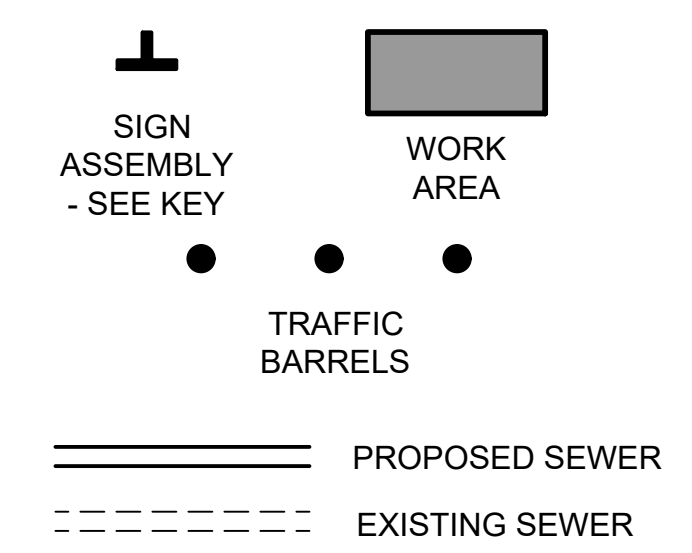 SIGN
ASSEMBLY
- SEE KEY
WORK
AREA
TRAFFIC
BARRELS
PROPOSED SEWER
EXISTING SEWER